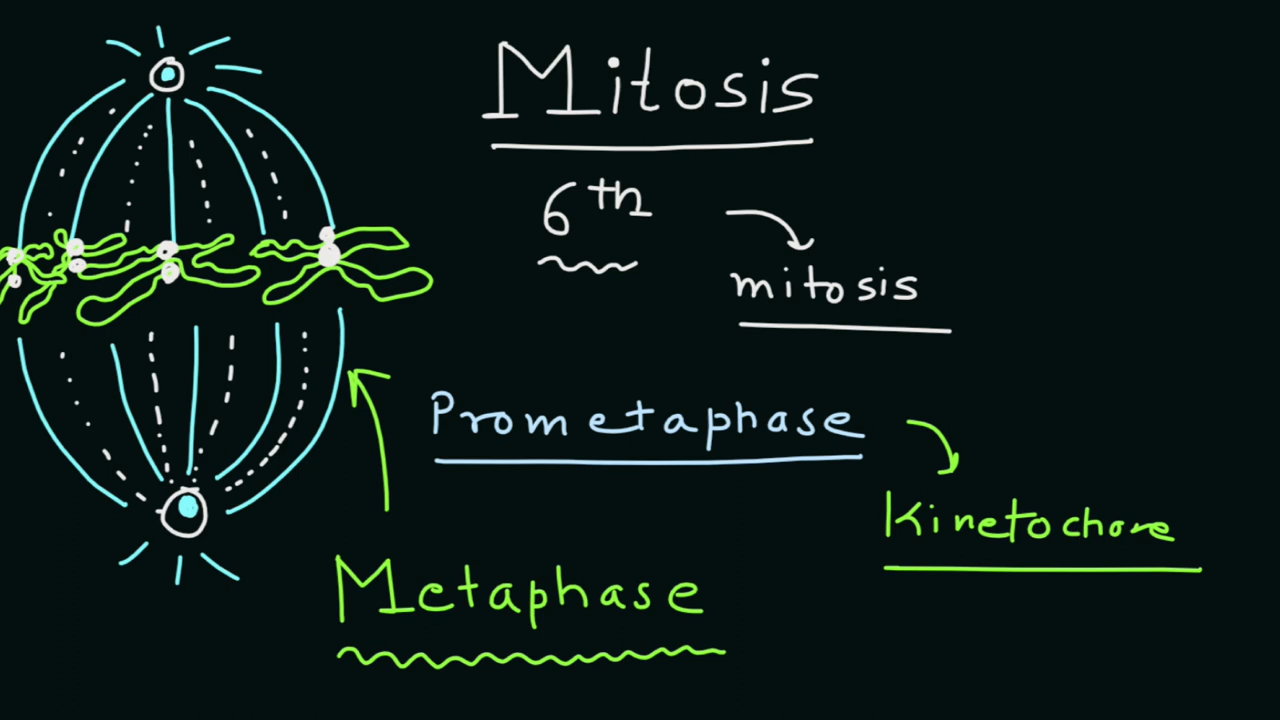 Mitosis
6th
mitosis
Prometaphase
Kinetochore
Metaphase